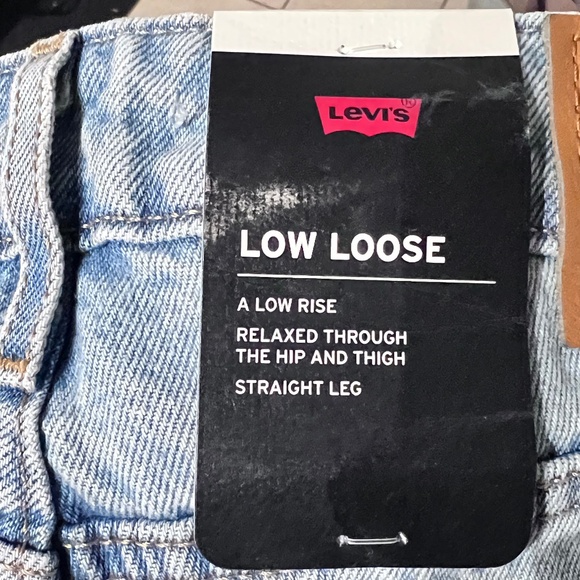 LEVI'S
LOW LOOSE
A LOW RISE
RELAXED THROUGH
THE HIP AND THIGH
STRAIGHT LEG